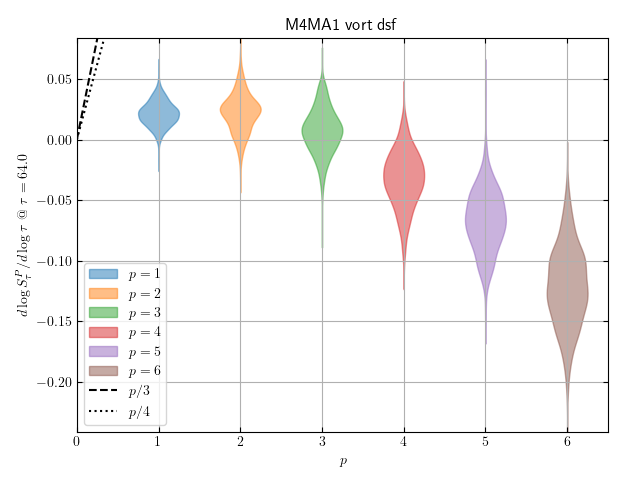 M4MA1 vort dsf
d log S_τ^P / d log τ @ τ = 64.0
0.05
0.00
−0.05
−0.10
−0.15
−0.20
p = 1
p = 2
p = 3
p = 4
p = 5
p = 6
p/3
p/4
0 1 2 3 4 5 6
p